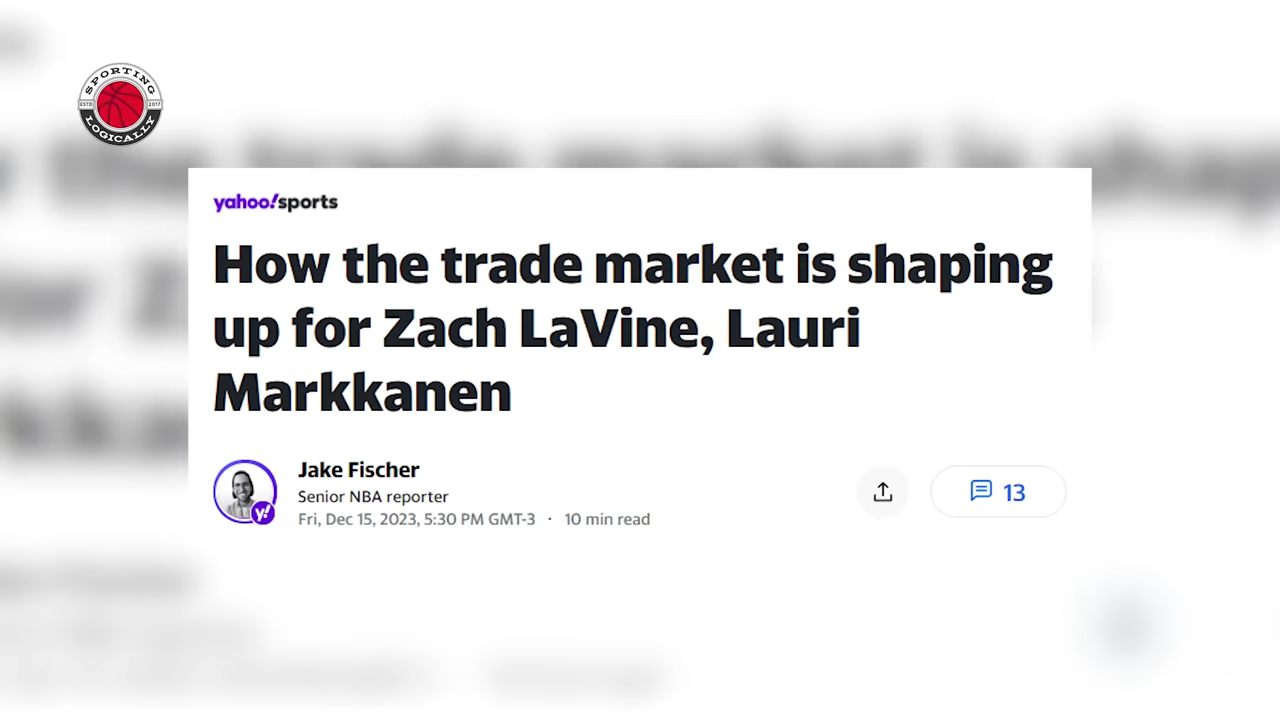 SPORTING
ESTD 2017
LOGICALLY
yahoo!sports
How the trade market is shaping
up for Zach LaVine, Lauri
Markkanen
Jake Fischer
Senior NBA reporter
y!
Fri, Dec 15, 2023, 5:30 PM GMT-3 · 10 min read
13